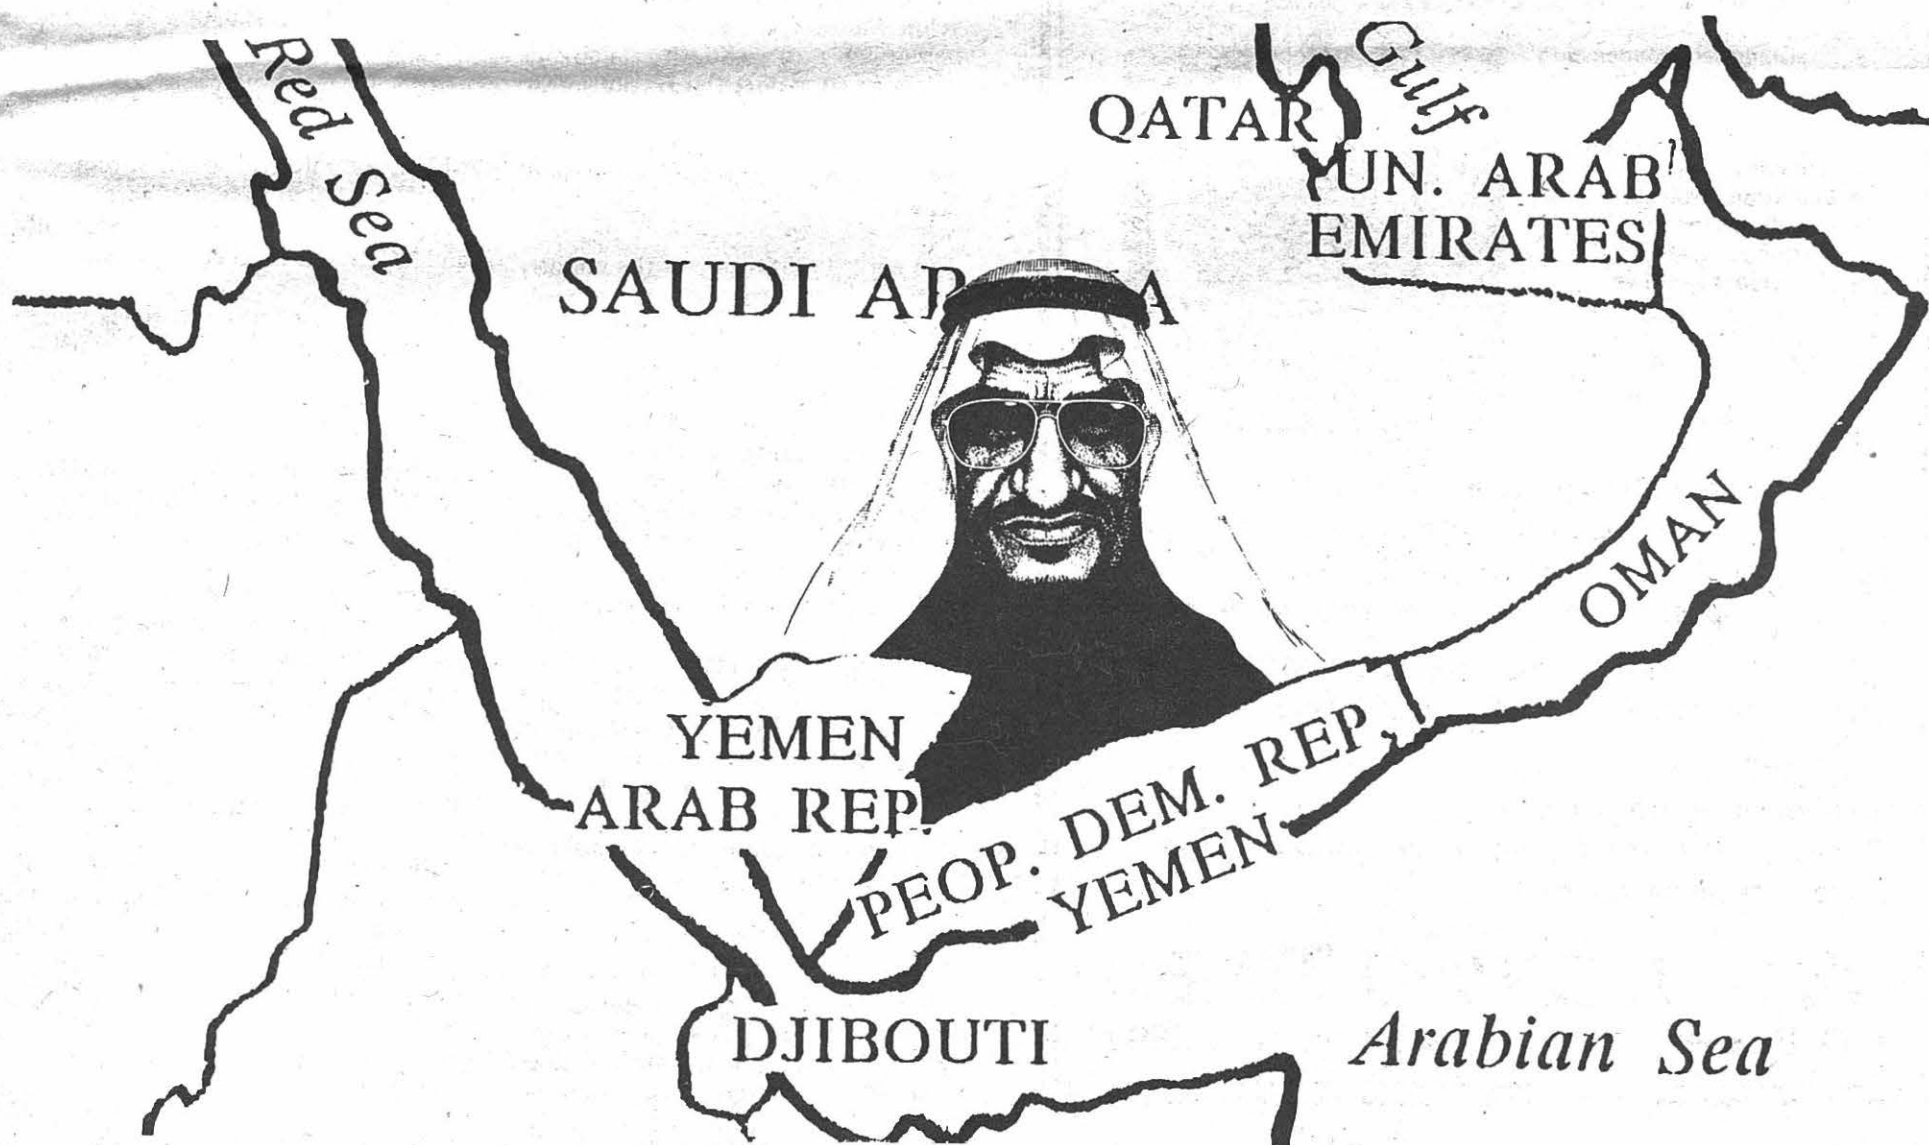 Red Sea
Gulf
QATAR
UN. ARAB
EMIRATES
SAUDI AR A
OMAN
YEMEN
ARAB REP.
PEOP. DEM. REP.
YEMEN
DJIBOUTI
Arabian Sea